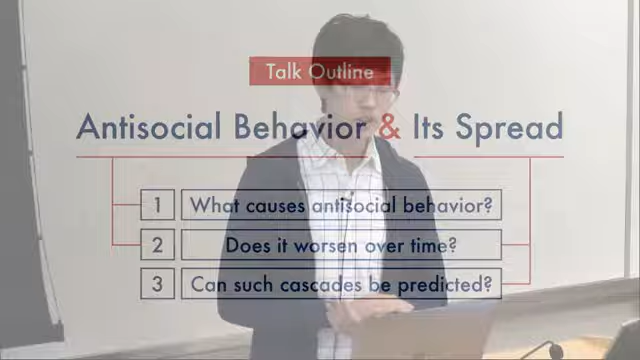 Talk Outline
Antisocial Behavior & Its Spread
1 What causes antisocial behavior?
2 Does it worsen over time?
3 Can such cascades be predicted?